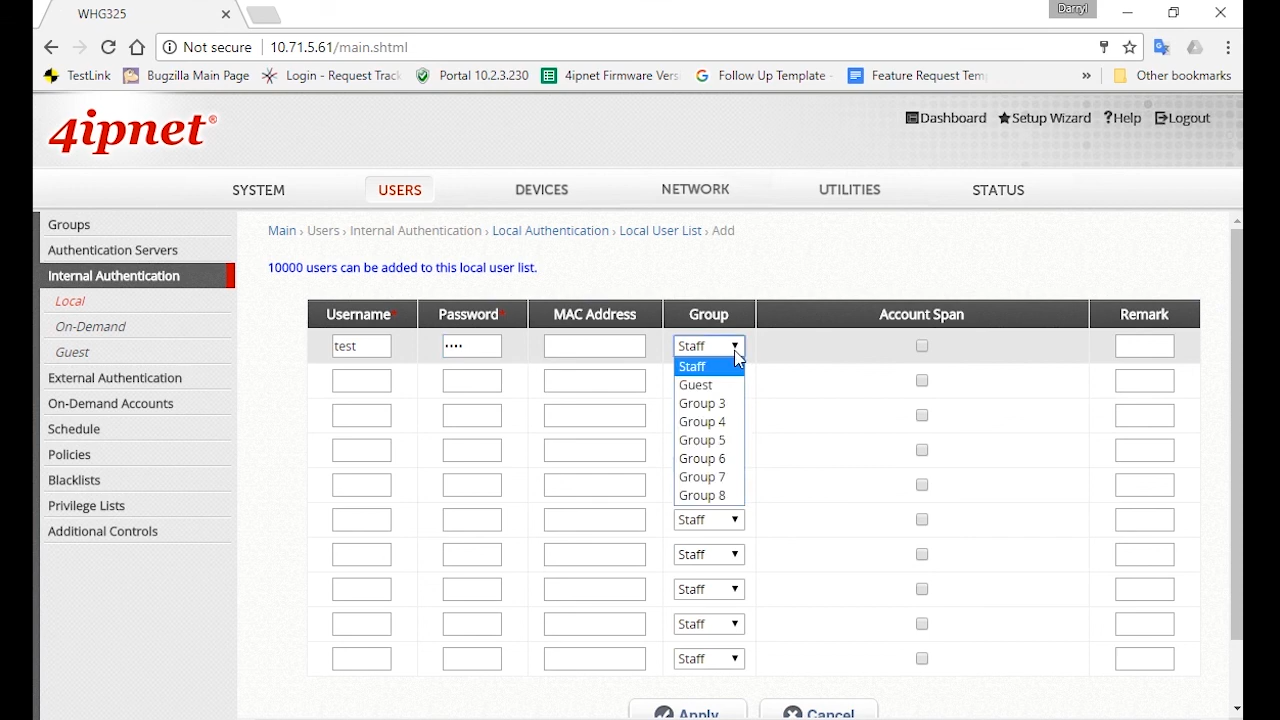 WHG325
Darryl
Not secure 10.71.5.61/main.shtml
TestLink Bugzilla Main Page Login - Request Track Portal 10.2.3.230 4ipnet Firmware Vers Follow Up Template - Feature Request Tem » Other bookmarks
4ipnet®
Dashboard Setup Wizard ?Help Logout
SYSTEM USERS DEVICES NETWORK UTILITIES STATUS
Groups
Authentication Servers
Internal Authentication
Local
On-Demand
Guest
External Authentication
On-Demand Accounts
Schedule
Policies
Blacklists
Privilege Lists
Additional Controls
Main › Users › Internal Authentication › Local Authentication › Local User List › Add
10000 users can be added to this local user list.
Username* Password* MAC Address Group Account Span Remark
test •••• Staff
Staff
Guest
Group 3
Group 4
Group 5
Group 6
Group 7
Group 8
Staff
Staff
Staff
Staff
Staff
Apply Cancel